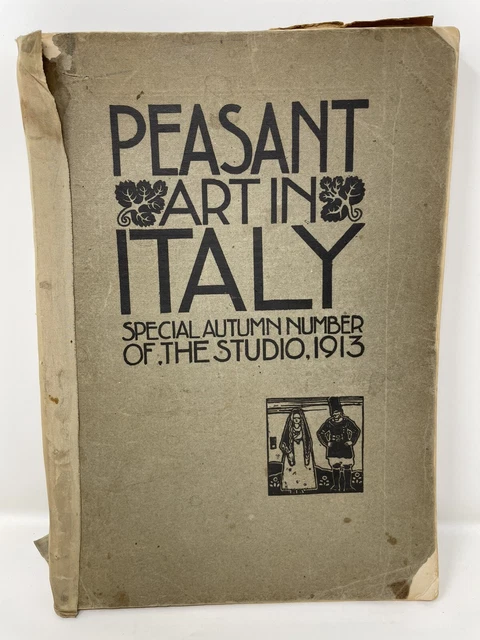 PEASANT
ART IN
ITALY
SPECIAL AUTUMN NUMBER
OF, THE STUDIO, 1913